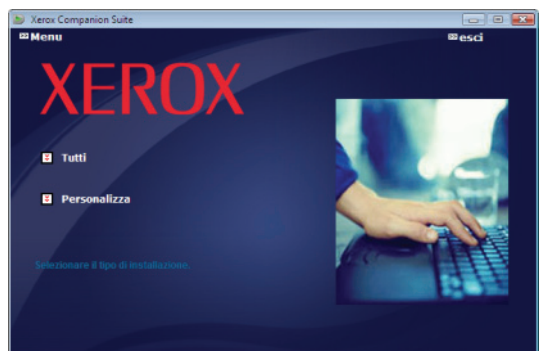 Xerox Companion Suite
Menu
esci
XEROX
Tutti
Personalizza
Selezionare il tipo di installazione.